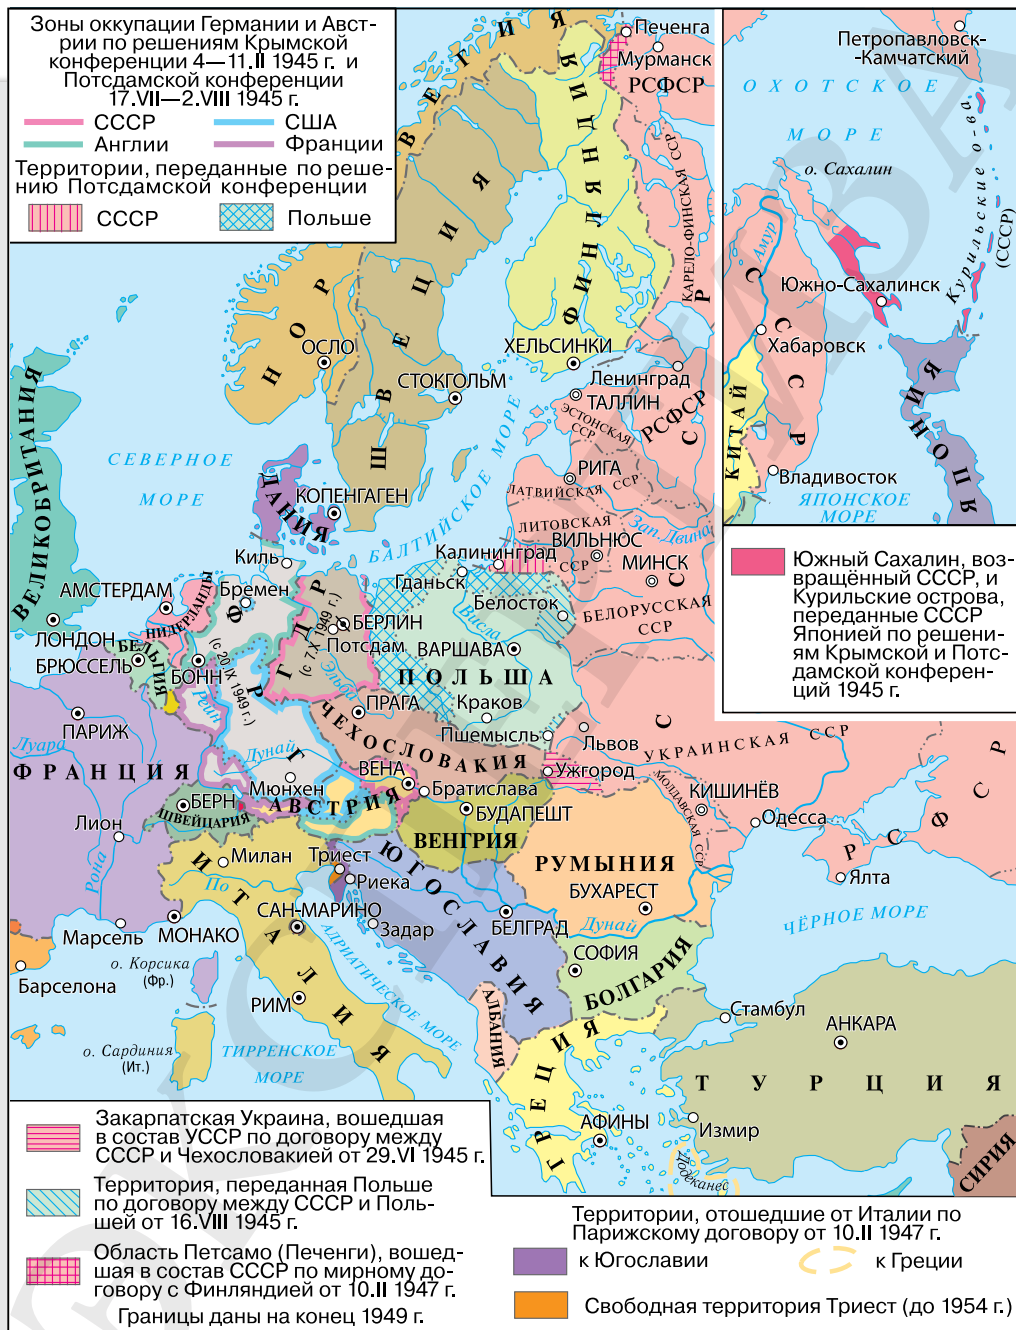 Зоны оккупации Германии и Авст-
рии по решениям Крымской
конференции 4—11.II 1945 г. и
Потсдамской конференции
17.VII—2.VIII 1945 г.
СССР
США
Англии
Франции
Территории, переданные по реше-
нию Потсдамской конференции
СССР
Польше
Печенга
Мурманск
РСФСР
НОРВЕГИЯ
ШВЕЦИЯ
ФИНЛЯНДИЯ
КАРЕЛО-ФИНСКАЯ ССР
ОСЛО
СТОКГОЛЬМ
ХЕЛЬСИНКИ
Ленинград
ТАЛЛИН
ЭСТОНСКАЯ
ССР
РСФСР
РИГА
ЛАТВИЙСКАЯ ССР
ЛИТОВСКАЯ
ССР
ВИЛЬНЮС
Зап. Двина
МИНСК
БЕЛОРУССКАЯ
ССР
СЕВЕРНОЕ
МОРЕ
БАЛТИЙСКОЕ МОРЕ
ВЕЛИКОБРИТАНИЯ
ДАНИЯ
КОПЕНГАГЕН
Киль
Калининград
Гданьск
Белосток
АМСТЕРДАМ
Бремен
НИДЕРЛАНДЫ
ЛОНДОН
БРЮССЕЛЬ
БЕЛЬГИЯ
БОНН
ФРГ
(с 20.IX 1949 г.)
ГДР
(с 7.X 1949 г.)
БЕРЛИН
Потсдам
Эльба
Рейн
Висла
ВАРШАВА
ПОЛЬША
Краков
Пшемысль
Львов
ПРАГА
ЧЕХОСЛОВАКИЯ
Ужгород
УКРАИНСКАЯ ССР
СССР
ПАРИЖ
Луара
ФРАНЦИЯ
Дунай
Мюнхен
ВЕНА
АВСТРИЯ
Братислава
БУДАПЕШТ
ВЕНГРИЯ
БЕРН
ШВЕЙЦАРИЯ
Лион
Рона
МОЛДАВСКАЯ ССР
КИШИНЁВ
Одесса
РСФСР
Ялта
РУМЫНИЯ
БУХАРЕСТ
Дунай
ЧЁРНОЕ МОРЕ
Милан
По
Триест
Риека
ЮГОСЛАВИЯ
БЕЛГРАД
САН-МАРИНО
Задар
ИТАЛИЯ
АДРИАТИЧЕСКОЕ МОРЕ
Марсель
МОНАКО
Барселона
о. Корсика
(Фр.)
РИМ
о. Сардиния
(Ит.)
ТИРРЕНСКОЕ
МОРЕ
СОФИЯ
БОЛГАРИЯ
АЛБАНИЯ
ГРЕЦИЯ
АФИНЫ
Стамбул
АНКАРА
ТУРЦИЯ
Измир
Додеканес
СИРИЯ
Петропавловск-
-Камчатский
ОХОТСКОЕ
МОРЕ
о. Сахалин
Курильские о-ва
(СССР)
Амур
СССР
Южно-Сахалинск
Хабаровск
КИТАЙ
Владивосток
ЯПОНСКОЕ
МОРЕ
ЯПОНИЯ
Южный Сахалин, воз-
вращённый СССР, и
Курильские острова,
переданные СССР
Японией по решени-
ям Крымской и Потс-
дамской конферен-
ций 1945 г.
Закарпатская Украина, вошедшая
в состав УССР по договору между
СССР и Чехословакией от 29.VI 1945 г.
Территория, переданная Польше
по договору между СССР и Поль-
шей от 16.VIII 1945 г.
Область Петсамо (Печенги), вошед-
шая в состав СССР по мирному до-
говору с Финляндией от 10.II 1947 г.
Границы даны на конец 1949 г.
Территории, отошедшие от Италии по
Парижскому договору от 10.II 1947 г.
к Югославии
к Греции
Свободная территория Триест (до 1954 г.)